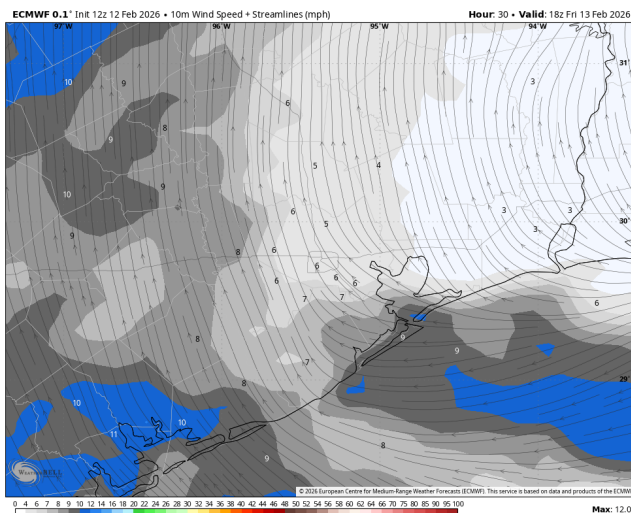 ECMWF 0.1° Init 12z 12 Feb 2026 • 10m Wind Speed + Streamlines (mph)
Hour: 30 • Valid: 18z Fri 13 Feb 2026
97°W 96°W 95°W 94°W
31°
10 9 3
6
8
9
5 4
10 9
6 3 3
5 30°
9 3
8 6
6
6 6 6
7 7 6
8 6 9
7 29°
8
10
10
11 8
9
WeatherBELL
© 2026 European Centre for Medium-Range Weather Forecasts (ECMWF). This service is based on data and products of the ECMW
0 4 6 7 8 9 10 12 14 16 18 20 22 24 26 28 30 32 34 36 38 40 42 44 46 48 50 52 54 56 58 60 65 70 75 80 85 90 95 100
Max: 12.0